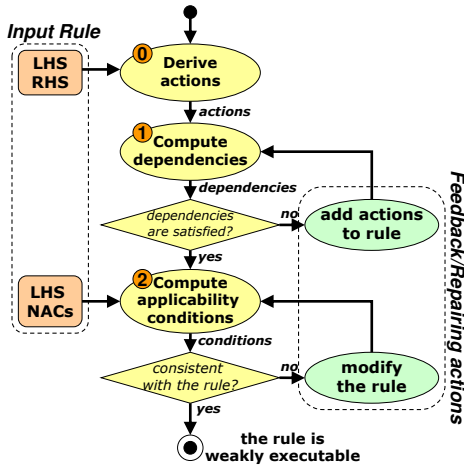 Input Rule
LHS
RHS
0
Derive
actions
actions
1
Compute
dependencies
dependencies
dependencies
are satisfied?
no
add actions
to rule
yes
LHS
NACs
2
Compute
applicability
conditions
conditions
consistent
with the rule?
no
modify
the rule
yes
the rule is
weakly executable
Feedback/Repairing actions